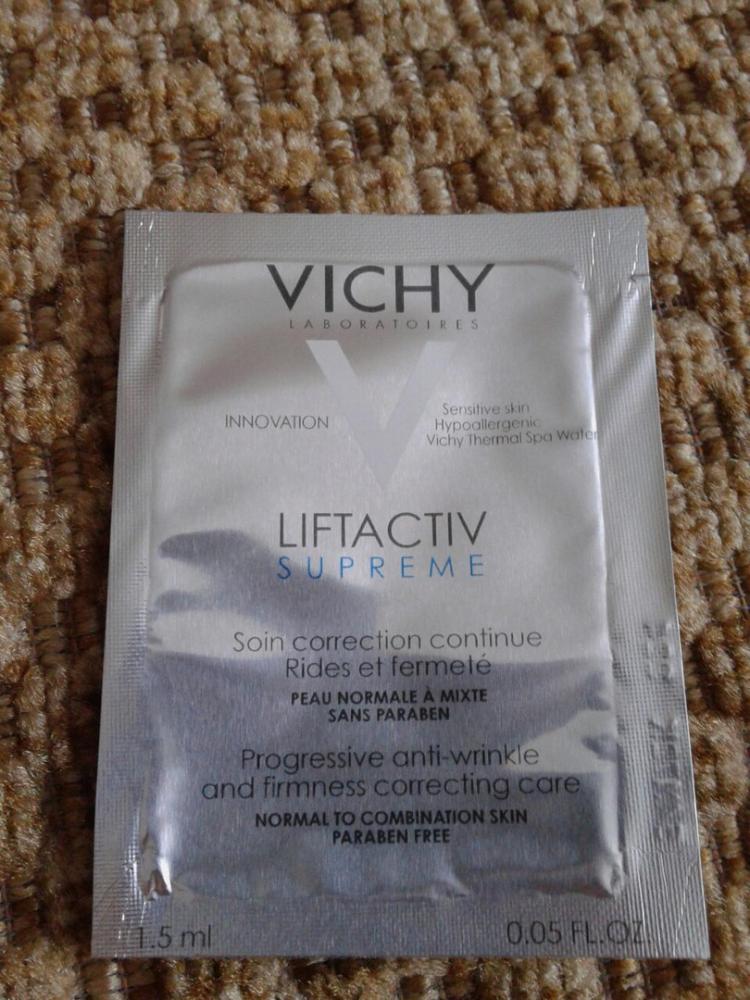 VICHY
LABORATOIRES
INNOVATION
Sensitive skin
Hypoallergenic
Vichy Thermal Spa Water
LIFTACTIV
SUPREME
Soin correction continue
Rides et fermeté
PEAU NORMALE À MIXTE
SANS PARABEN
Progressive anti-wrinkle
and firmness correcting care
NORMAL TO COMBINATION SKIN
PARABEN FREE
1.5 ml
0.05 FL.OZ.